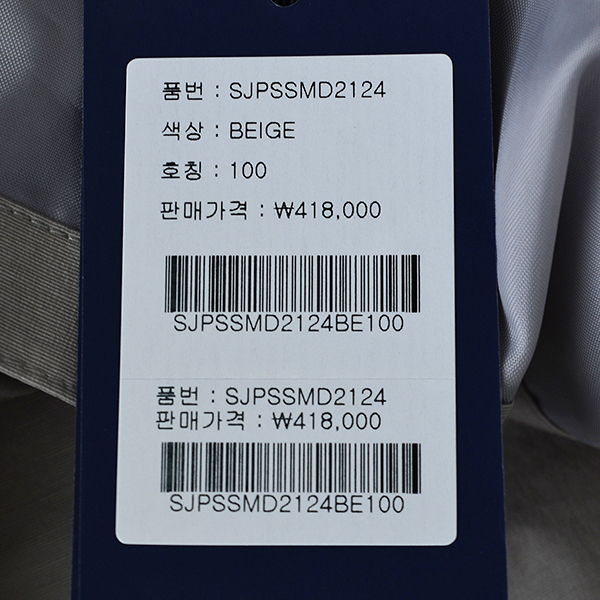 품번 : SJPSSMD2124
색상 : BEIGE
호칭 : 100
판매가격 : ₩418,000
SJPSSMD2124BE100
품번 : SJPSSMD2124
판매가격 : ₩418,000
SJPSSMD2124BE100